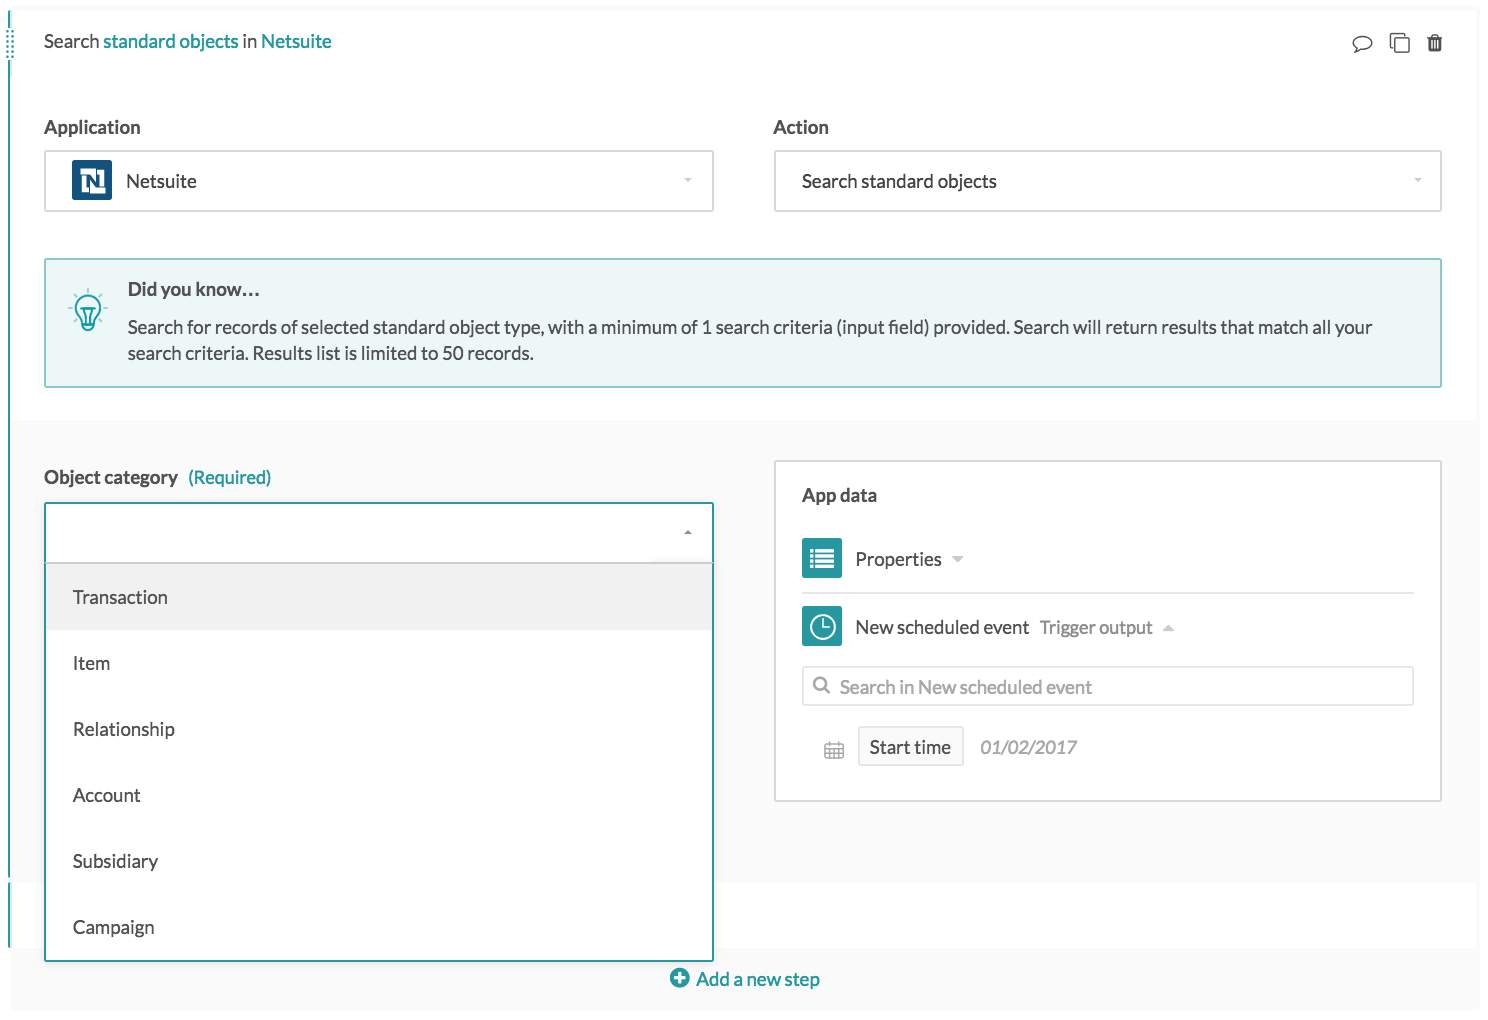 Search standard objects in Netsuite
Application
Action
N Netsuite
Search standard objects
Did you know...
Search for records of selected standard object type, with a minimum of 1 search criteria (input field) provided. Search will return results that match all your
search criteria. Results list is limited to 50 records.
Object category (Required)
Transaction
Item
Relationship
Account
Subsidiary
Campaign
App data
Properties
New scheduled event Trigger output
Search in New scheduled event
Start time 01/02/2017
Add a new step